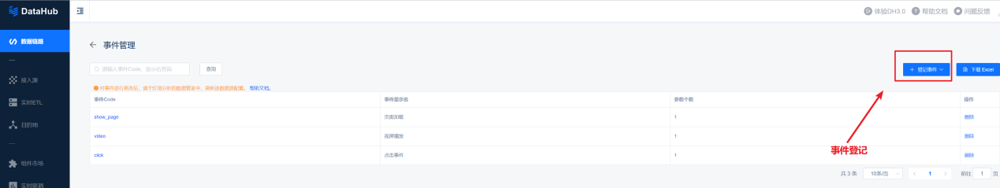 DataHub
体验DH3.0 帮助文档 问题反馈
数据链路
事件管理
请输入事件Code、显示名查询 查询
+ 登记事件 下载 Excel
接入源
对事件进行更改后，请于打塔分析的数据管家中，刷新该数据源配置。 帮助文档。
事件Code 事件显示名 参数个数 操作
实时ETL
show_page 页面加载 1 删除
目的地
video 视屏播放 1 删除
事件登记
click 点击事件 1 删除
组件市场
共 3 条 10条/页 < 1 > 前往 1 页
实时联调